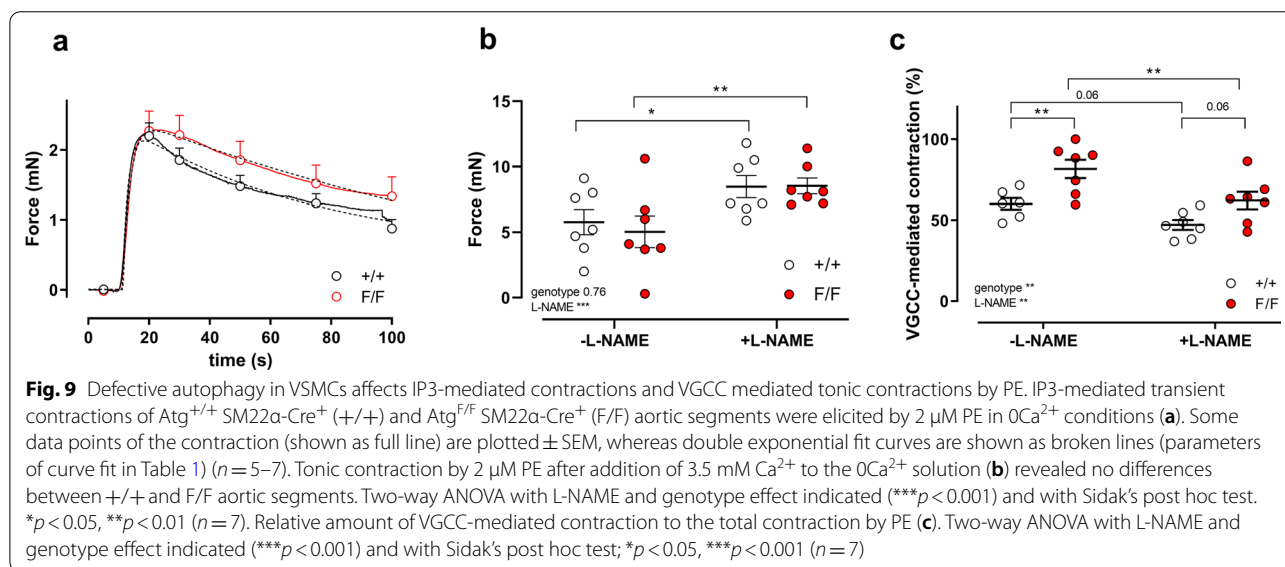 a
b
c
Force (mN)
2
1
0
0
20
40
60
80
100
time (s)
+/+
F/F
Force (mN)
15
10
5
0
*
**
genotype 0.76
L-NAME ***
+/+
F/F
-L-NAME
+L-NAME
VGCC-mediated contraction (%)
100
50
0
**
0.06
**
0.06
genotype **
L-NAME **
+/+
F/F
-L-NAME
+L-NAME
Fig. 9 Defective autophagy in VSMCs affects IP3-mediated contractions and VGCC mediated tonic contractions by PE. IP3-mediated transient
contractions of Atg+/+ SM22α-Cre+ (+/+) and AtgF/F SM22α-Cre+ (F/F) aortic segments were elicited by 2 µM PE in 0Ca2+ conditions (a). Some
data points of the contraction (shown as full line) are plotted ± SEM, whereas double exponential fit curves are shown as broken lines (parameters
of curve fit in Table 1) (n = 5–7). Tonic contraction by 2 µM PE after addition of 3.5 mM Ca2+ to the 0Ca2+ solution (b) revealed no differences
between +/+ and F/F aortic segments. Two-way ANOVA with L-NAME and genotype effect indicated (***p < 0.001) and with Sidak's post hoc test.
*p < 0.05, **p < 0.01 (n = 7). Relative amount of VGCC-mediated contraction to the total contraction by PE (c). Two-way ANOVA with L-NAME and
genotype effect indicated (***p < 0.001) and with Sidak's post hoc test; *p < 0.05, ***p < 0.001 (n = 7)